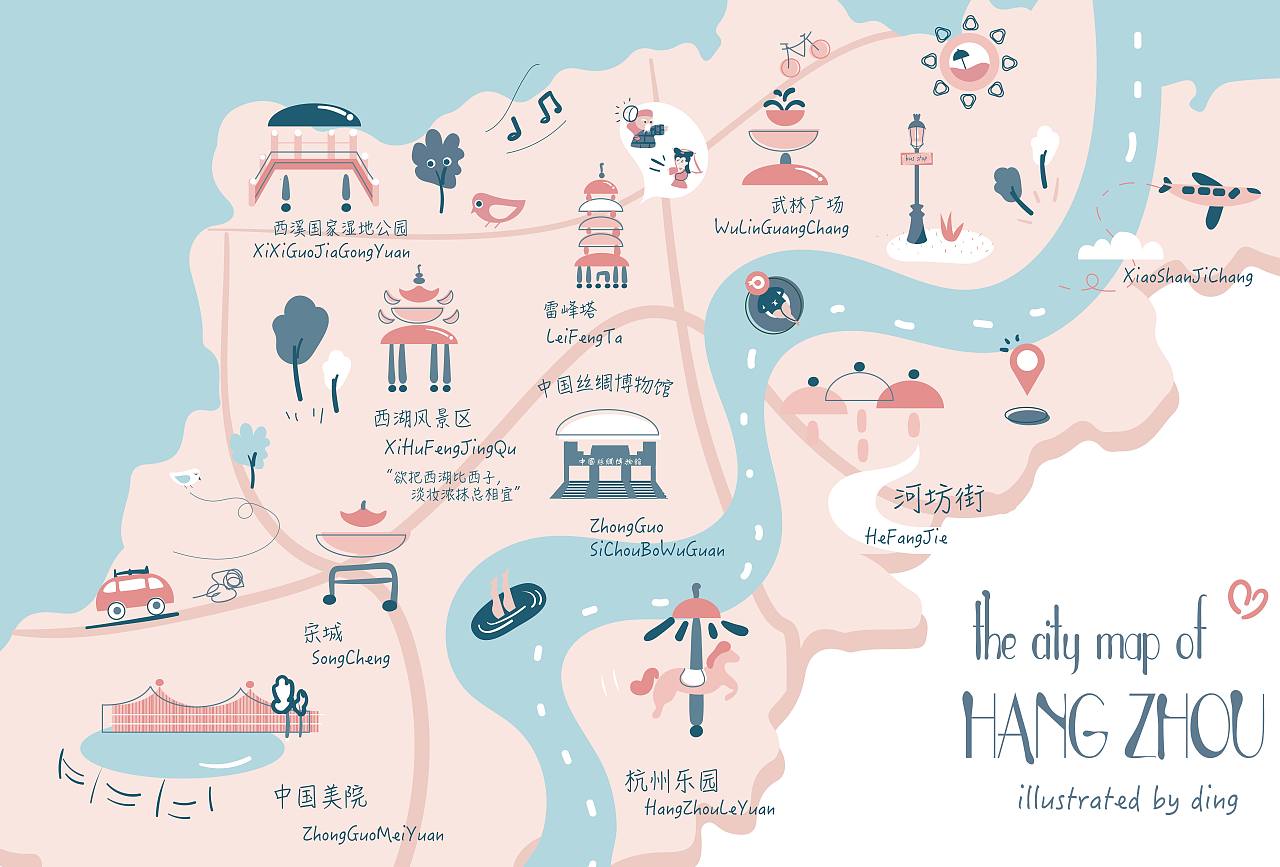 bus stop
西溪国家湿地公园
XiXiGuoJiaGongYuan
武林广场
WuLinGuangChang
XiaoShanJiChang
雷峰塔
LeiFengTa
中国丝绸博物馆
中國絲綢博物館
ZhongGuo
SiChouBoWuGuan
西湖风景区
XiHuFengJingQu
“欲把西湖比西子，
淡妆浓抹总相宜”
河坊街
HeFangJie
宋城
SongCheng
中国美院
ZhongGuoMeiYuan
杭州乐园
HangZhouLeYuan
the city map of
HANG ZHOU
illustrated by ding